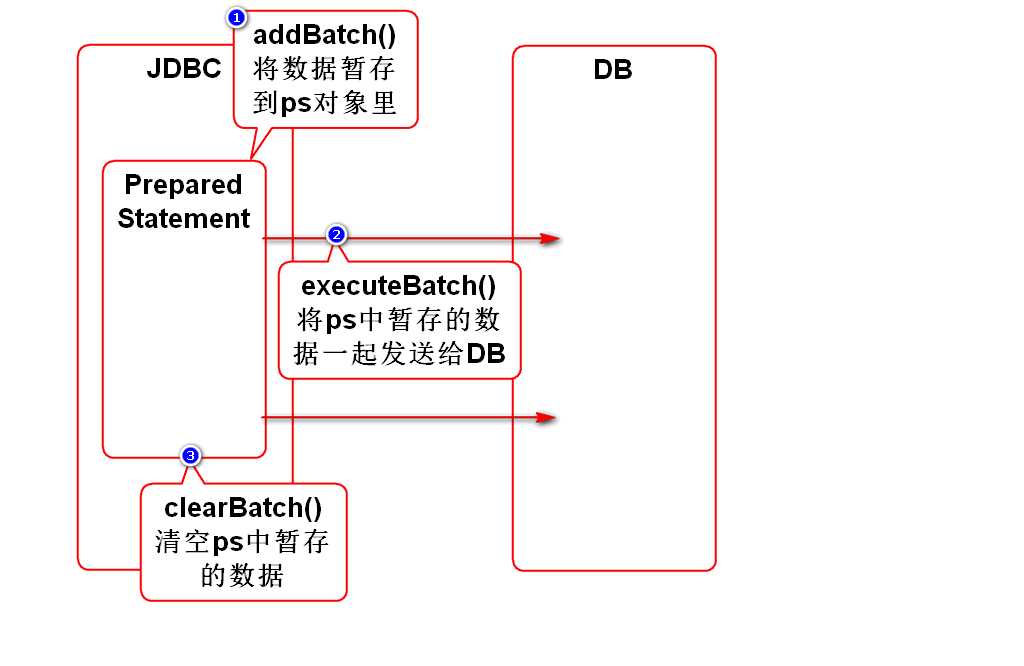 1
addBatch()
将数据暂存
到ps对象里
JDBC
DB
Prepared
Statement
2
executeBatch()
将ps中暂存的数
据一起发送给DB
3
clearBatch()
清空ps中暂存
的数据